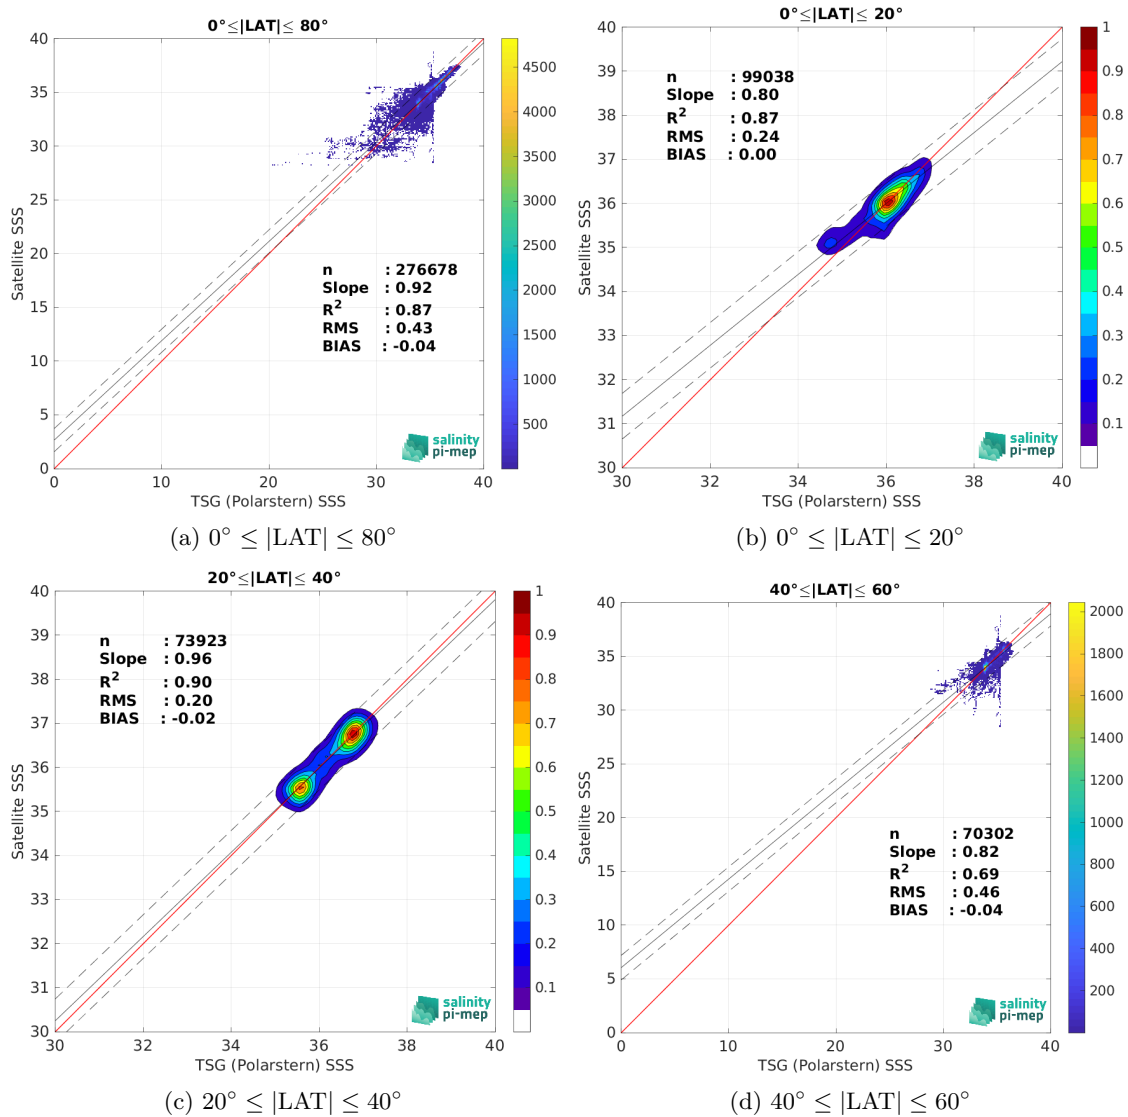 0°≤|LAT|≤ 80°
40
35
30
25
20
15
10
5
0
0
10
20
30
40
Satellite SSS
TSG (Polarstern) SSS
n : 276678
Slope : 0.92
R² : 0.87
RMS : 0.43
BIAS : -0.04
salinity
pi-mep
4500
4000
3500
3000
2500
2000
1500
1000
500
(a) 0° ≤ |LAT| ≤ 80°
0°≤|LAT|≤ 20°
40
39
38
37
36
35
34
33
32
31
30
30
32
34
36
38
40
Satellite SSS
TSG (Polarstern) SSS
n : 99038
Slope : 0.80
R² : 0.87
RMS : 0.24
BIAS : 0.00
salinity
pi-mep
1
0.9
0.8
0.7
0.6
0.5
0.4
0.3
0.2
0.1
(b) 0° ≤ |LAT| ≤ 20°
20°≤|LAT|≤ 40°
40
39
38
37
36
35
34
33
32
31
30
30
32
34
36
38
40
Satellite SSS
TSG (Polarstern) SSS
n : 73923
Slope : 0.96
R² : 0.90
RMS : 0.20
BIAS : -0.02
salinity
pi-mep
1
0.9
0.8
0.7
0.6
0.5
0.4
0.3
0.2
0.1
(c) 20° ≤ |LAT| ≤ 40°
40°≤|LAT|≤ 60°
40
35
30
25
20
15
10
5
0
0
10
20
30
40
Satellite SSS
TSG (Polarstern) SSS
n : 70302
Slope : 0.82
R² : 0.69
RMS : 0.46
BIAS : -0.04
salinity
pi-mep
2000
1800
1600
1400
1200
1000
800
600
400
200
(d) 40° ≤ |LAT| ≤ 60°